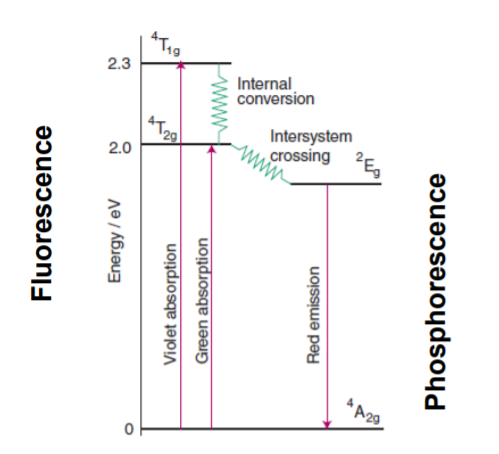 Fluorescence
Energy / eV
⁴T₁g
2.3
Internal
conversion
⁴T₂g
2.0
Intersystem
crossing
²Eg
Violet absorption
Green absorption
Red emission
⁴A₂g
0
Phosphorescence